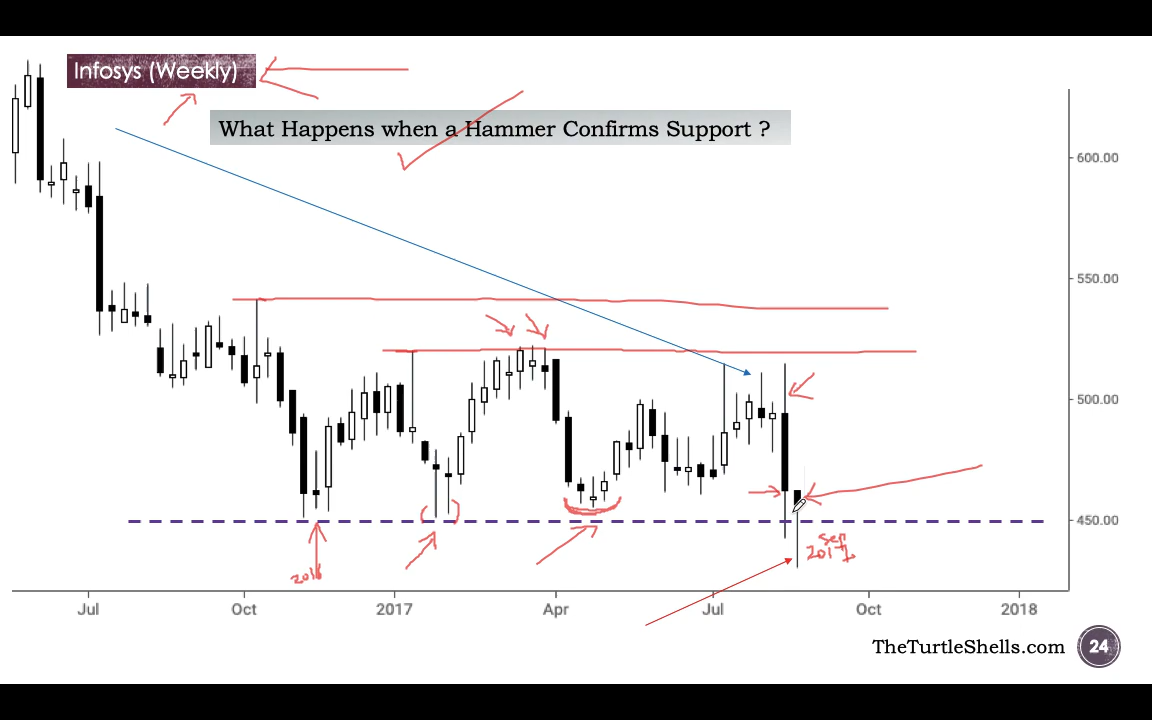 Infosys (Weekly)
What Happens when a Hammer Confirms Support ?
600.00
550.00
500.00
450.00
2016
Sep
2017
Jul
Oct
2017
Apr
Jul
Oct
2018
TheTurtleShells.com
24